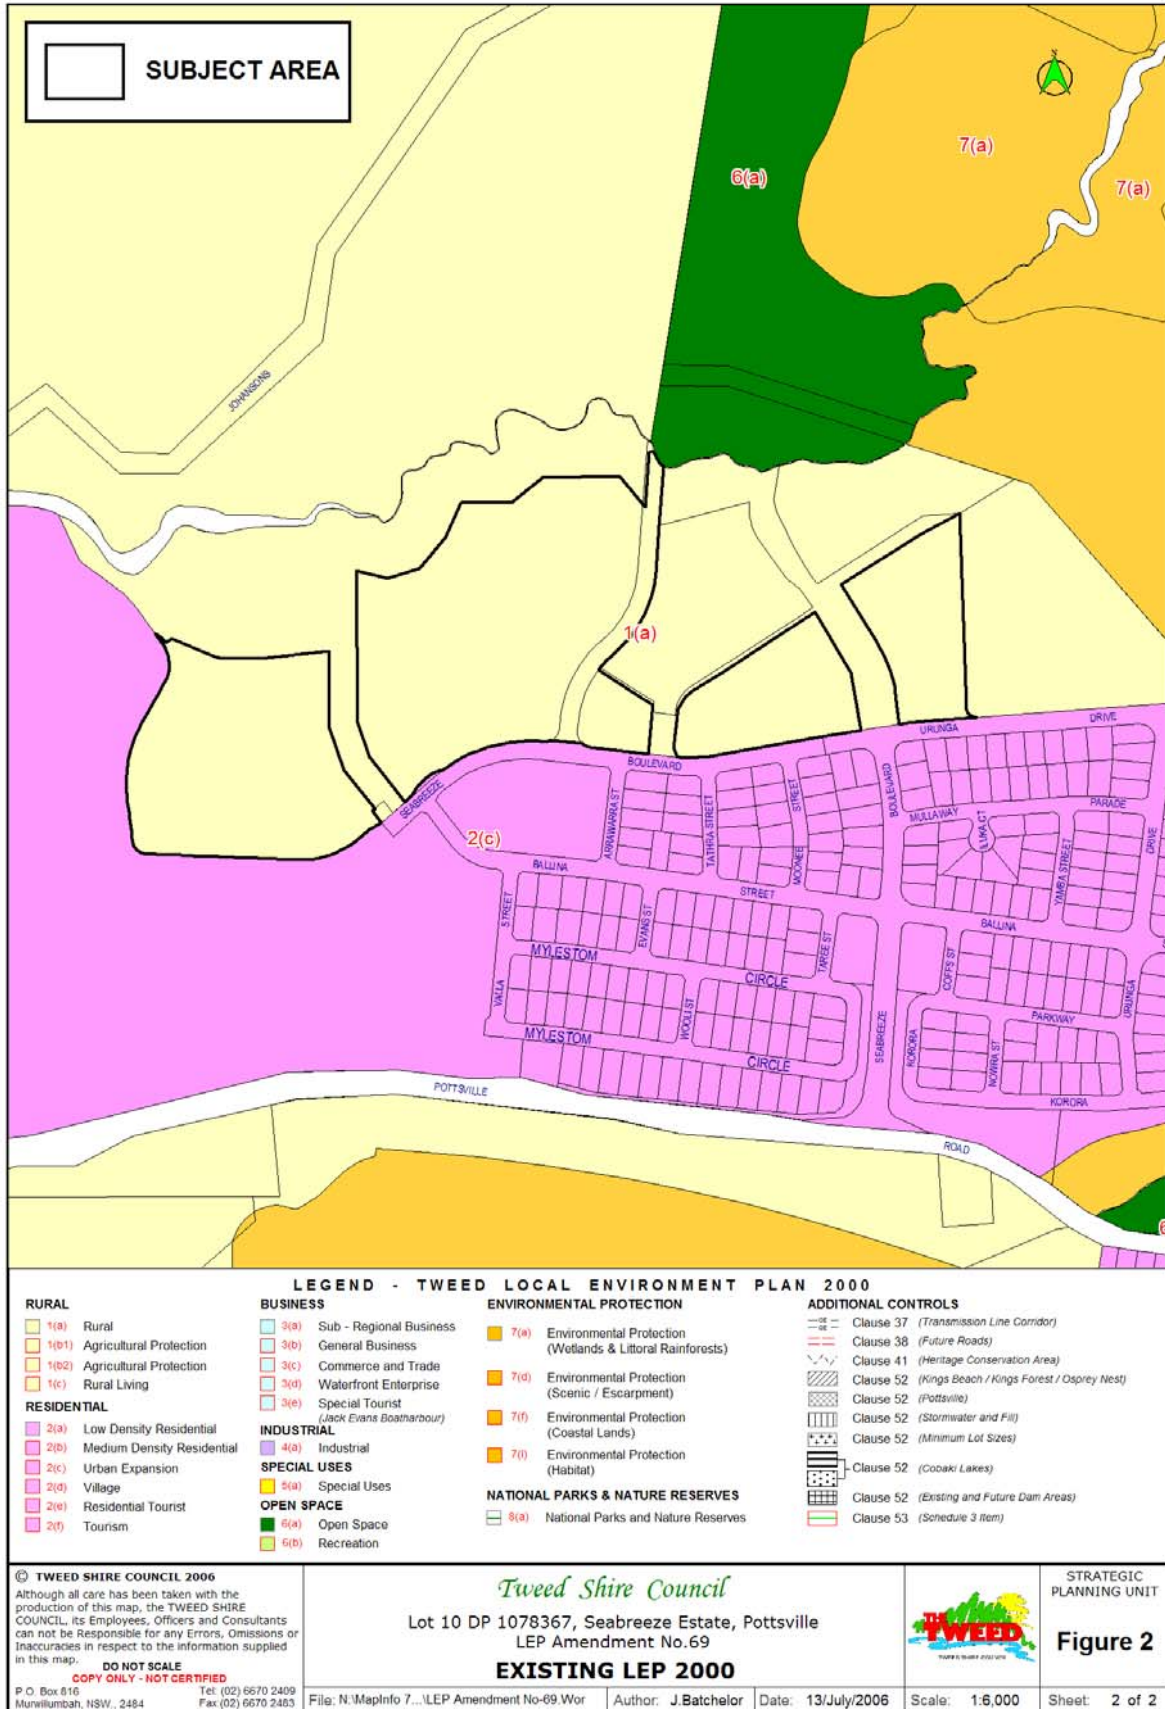 SUBJECT AREA
N
7(a)
7(a)
6(a)
JOHANSONS
1(a)
DRIVE
URUNGA
BOULEVARD
SEABREEZE
PARADE
MULLAWAY
BOULEVARD
STREET
ARRAWARRA ST
TATHRA STREET
MOONEE
ILUKA CT
YAMBA STREET
DRIVE
2(c)
BALLINA
STREET
BALLINA
STREET
EVANS ST
TAREE ST
COFFS ST
MYLESTOM
CIRCLE
VALLA
WOOLI ST
SEABREEZE
KORORA
PARKWAY
URUNGA
NOWRA ST
MYLESTOM
CIRCLE
KORORA
POTTSVILLE
ROAD
6
LEGEND - TWEED LOCAL ENVIRONMENT PLAN 2000
RURAL
1(a) Rural
1(b1) Agricultural Protection
1(b2) Agricultural Protection
1(c) Rural Living
RESIDENTIAL
2(a) Low Density Residential
2(b) Medium Density Residential
2(c) Urban Expansion
2(d) Village
2(e) Residential Tourist
2(f) Tourism
BUSINESS
3(a) Sub - Regional Business
3(b) General Business
3(c) Commerce and Trade
3(d) Waterfront Enterprise
3(e) Special Tourist
(Jack Evans Boatharbour)
INDUSTRIAL
4(a) Industrial
SPECIAL USES
5(a) Special Uses
OPEN SPACE
6(a) Open Space
6(b) Recreation
ENVIRONMENTAL PROTECTION
7(a) Environmental Protection
(Wetlands & Littoral Rainforests)
7(d) Environmental Protection
(Scenic / Escarpment)
7(f) Environmental Protection
(Coastal Lands)
7(l) Environmental Protection
(Habitat)
NATIONAL PARKS & NATURE RESERVES
8(a) National Parks and Nature Reserves
ADDITIONAL CONTROLS
Clause 37 (Transmission Line Corridor)
Clause 38 (Future Roads)
Clause 41 (Heritage Conservation Area)
Clause 52 (Kings Beach / Kings Forest / Osprey Nest)
Clause 52 (Pottsville)
Clause 52 (Stormwater and Fill)
Clause 52 (Minimum Lot Sizes)
Clause 52 (Cobaki Lakes)
Clause 52 (Existing and Future Dam Areas)
Clause 53 (Schedule 3 Item)
© TWEED SHIRE COUNCIL 2006
Although all care has been taken with the
production of this map, the TWEED SHIRE
COUNCIL, its Employees, Officers and Consultants
can not be Responsible for any Errors, Omissions or
Inaccuracies in respect to the information supplied
in this map.
DO NOT SCALE
COPY ONLY - NOT CERTIFIED
P.O. Box 816 Tel: (02) 6670 2409
Murwillumbah, NSW., 2484 Fax:(02) 6670 2483
Tweed Shire Council
Lot 10 DP 1078367, Seabreeze Estate, Pottsville
LEP Amendment No.69
EXISTING LEP 2000
File: N:\MapInfo 7...\LEP Amendment No-69.Wor
Author: J.Batchelor
Date: 13/July/2006
THE
TWEED
TWEED SHIRE COUNCIL
Scale: 1:6,000
STRATEGIC
PLANNING UNIT
Figure 2
Sheet: 2 of 2